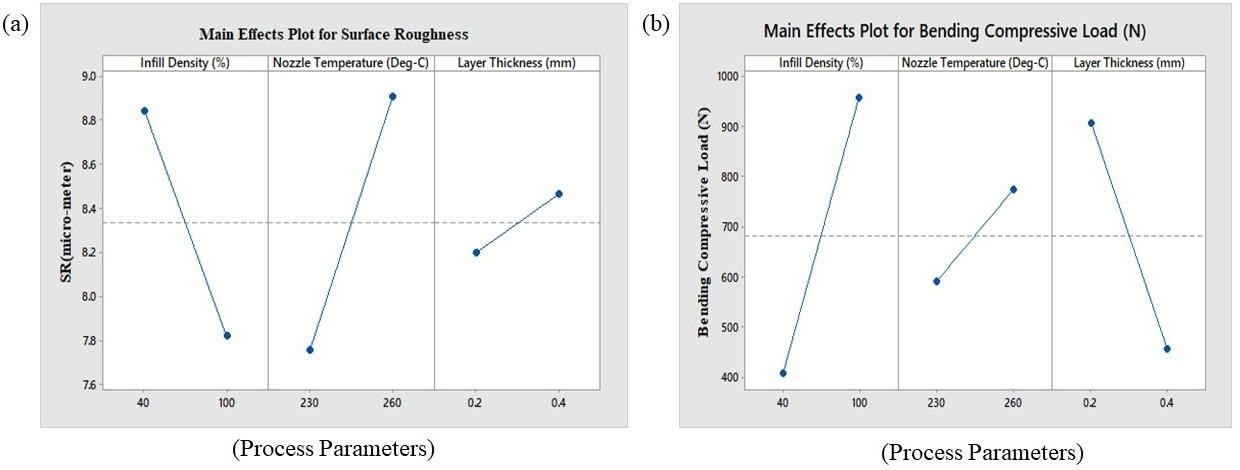 (a)
Main Effects Plot for Surface Roughness
Infill Density (%) Nozzle Temperature (Deg-C) Layer Thickness (mm)
SR(micro-meter)
9.0
8.8
8.6
8.4
8.2
8.0
7.8
7.6
40 100 230 260 0.2 0.4
(Process Parameters)
(b)
Main Effects Plot for Bending Compressive Load (N)
Infill Density (%) Nozzle Temperature (Deg-C) Layer Thickness (mm)
Bending Compressive Load (N)
1000
900
800
700
600
500
400
40 100 230 260 0.2 0.4
(Process Parameters)